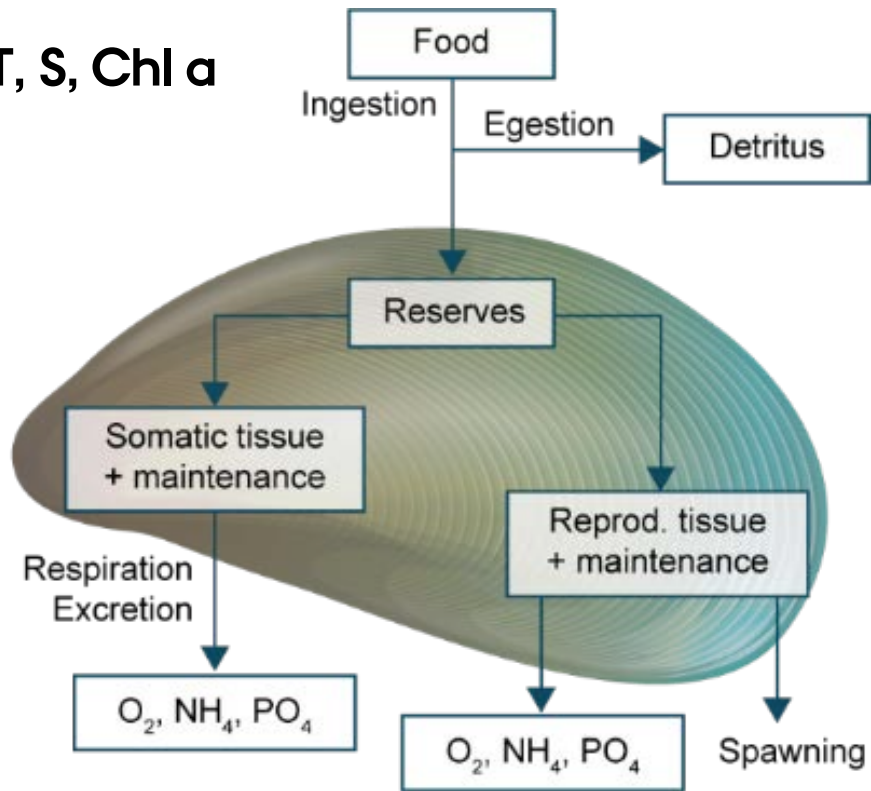 T, S, Chl a
Food
Ingestion
Egestion
Detritus
Reserves
Somatic tissue
+ maintenance
Reprod. tissue
+ maintenance
Respiration
Excretion
O₂, NH₄, PO₄
O₂, NH₄, PO₄
Spawning